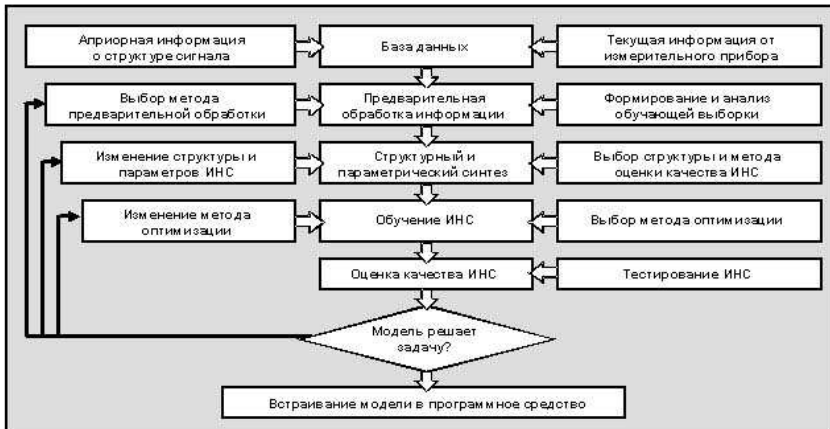 Априорная информация
о структуре сигнала
База данных
Текущая информация от
измерительного прибора
Выбор метода
предварительной обработки
Предварительная
обработка информации
Формирование и анализ
обучающей выборки
Изменение структуры и
параметров ИНС
Структурный и
параметрический синтез
Выбор структуры и метода
оценки качества ИНС
Изменение метода
оптимизации
Обучение ИНС
Выбор метода оптимизации
Оценка качества ИНС
Тестирование ИНС
Модель решает
задачу?
Встраивание модели в программное средство